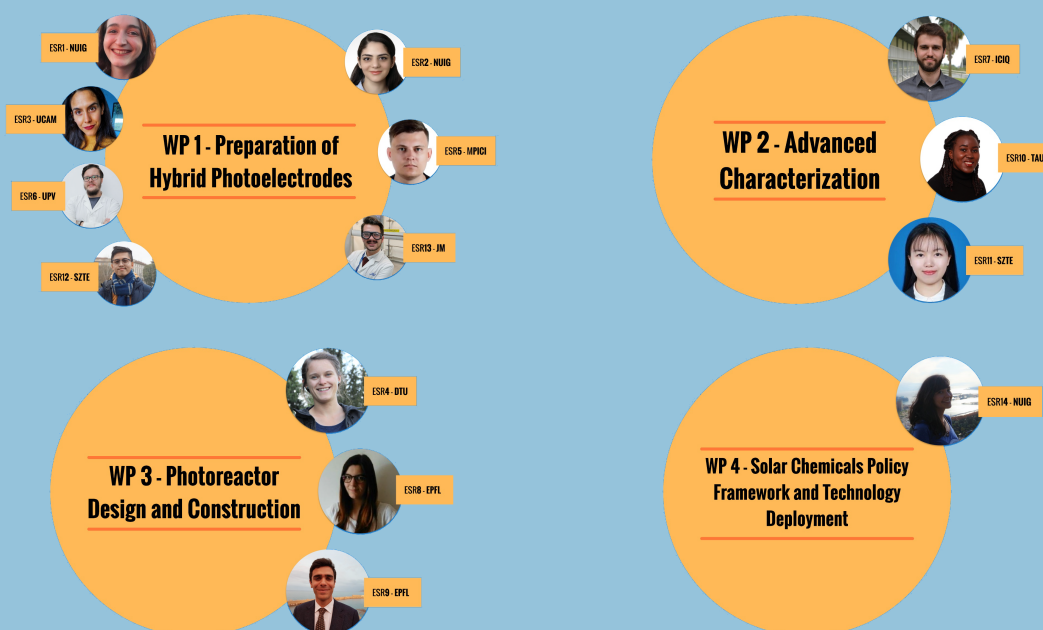 ESR1 - NUIG
ESR2 - NUIG
ESR3 - UCAM
ESR5 - MPICI
ESR6 - UPV
ESR13 - JM
ESR12 - SZTE
WP 1 - Preparation of
Hybrid Photoelectrodes
ESR7 - ICIQ
ESR10 - TAU
ESR11 - SZTE
WP 2 - Advanced
Characterization
ESR4 - DTU
ESR8 - EPFL
ESR9 - EPFL
WP 3 - Photoreactor
Design and Construction
ESR14 - NUIG
WP 4 - Solar Chemicals Policy
Framework and Technology
Deployment